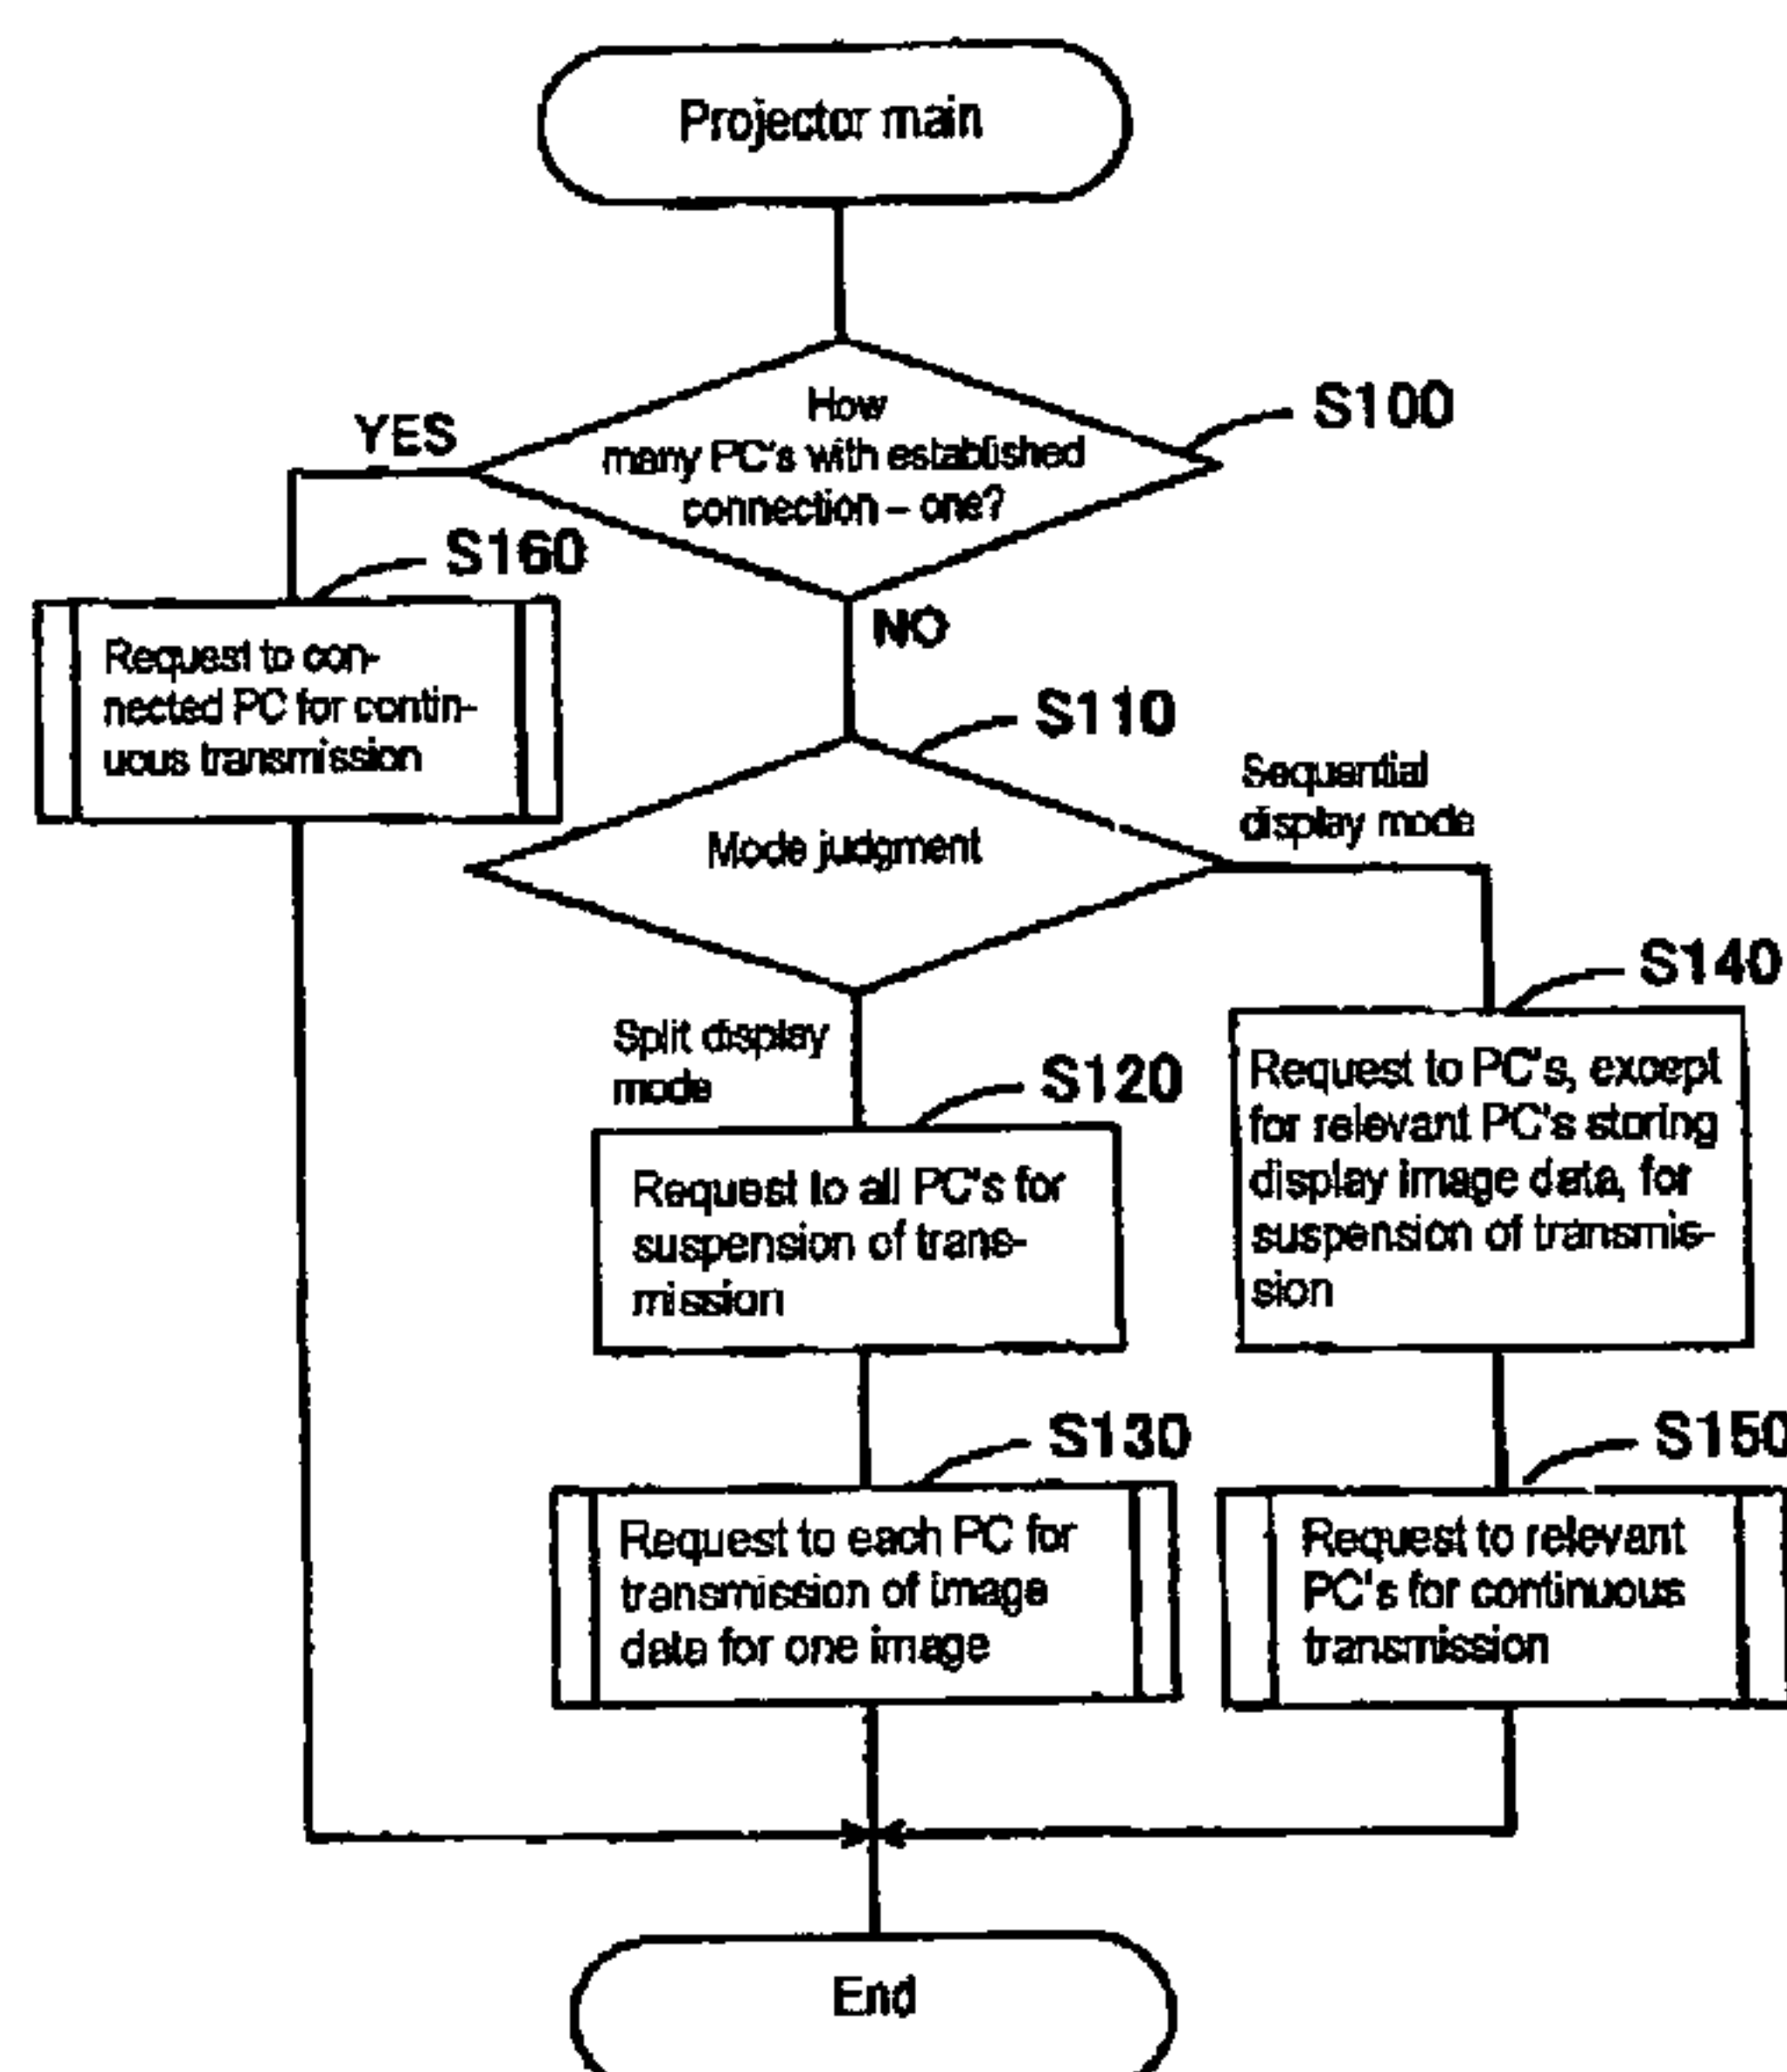 Projector main
How
many PC's with established
connection – one?
S100
YES
S160
Request to con-
nected PC for contin-
uous transmission
NO
S110
Mode judgment
Sequential
display mode
S140
Request to PC's, except
for relevant PC's storing
display image data, for
suspension of transmis-
sion
Split display
mode
S120
Request to all PC's for
suspension of trans-
mission
S130
Request to each PC for
transmission of image
data for one image
S150
Request to relevant
PC's for continuous
transmission
End